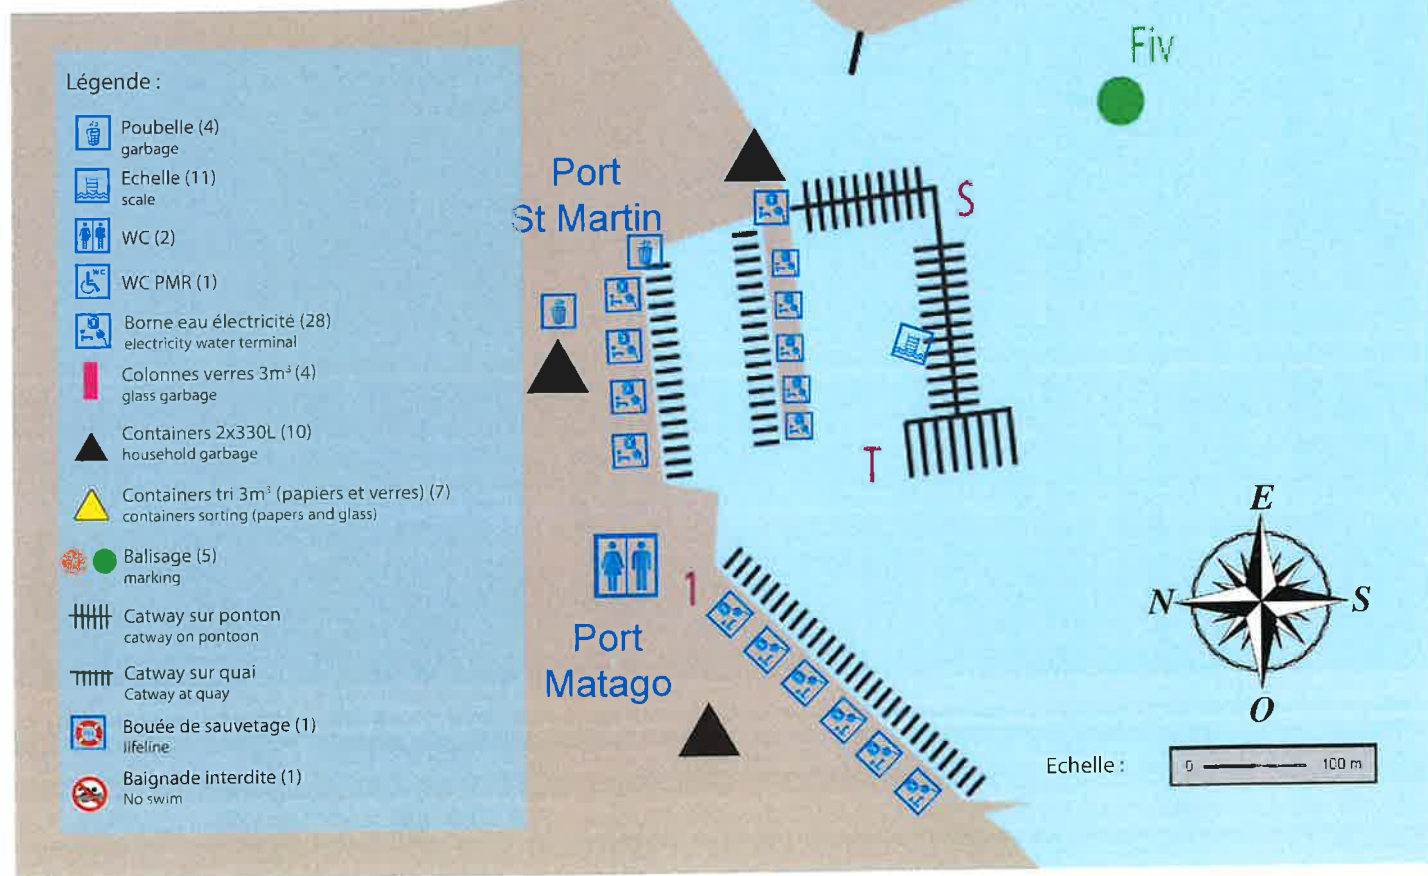 Légende :
Poubelle (4)
garbage
Echelle (11)
scale
WC (2)
WC PMR (1)
Borne eau électricité (28)
electricity water terminal
Colonnes verres 3m³ (4)
glass garbage
Containers 2x330L (10)
household garbage
Containers tri 3m³ (papiers et verres) (7)
containers sorting (papers and glass)
Balisage (5)
marking
Catway sur ponton
catway on pontoon
Catway sur quai
Catway at quay
Bouée de sauvetage (1)
lifeline
Baignade interdite (1)
No swim
Fiv
Port
St Martin
S
T
1
Port
Matago
E
N
S
O
Echelle :
0
100 m